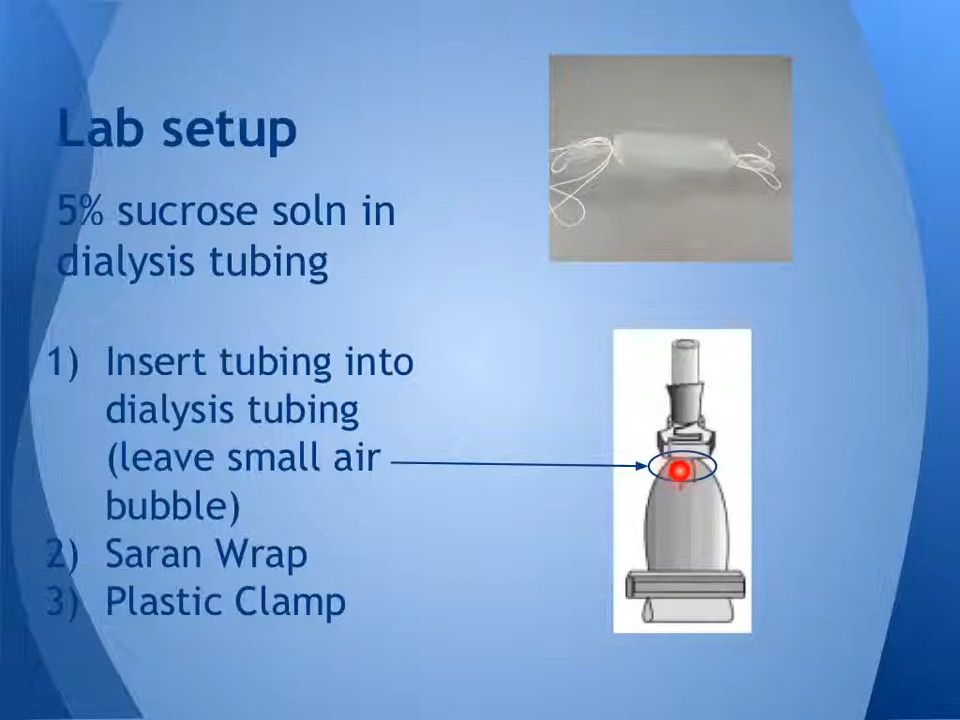 Lab setup
5% sucrose soln in
dialysis tubing
1) Insert tubing into
dialysis tubing
(leave small air
bubble)
2) Saran Wrap
3) Plastic Clamp